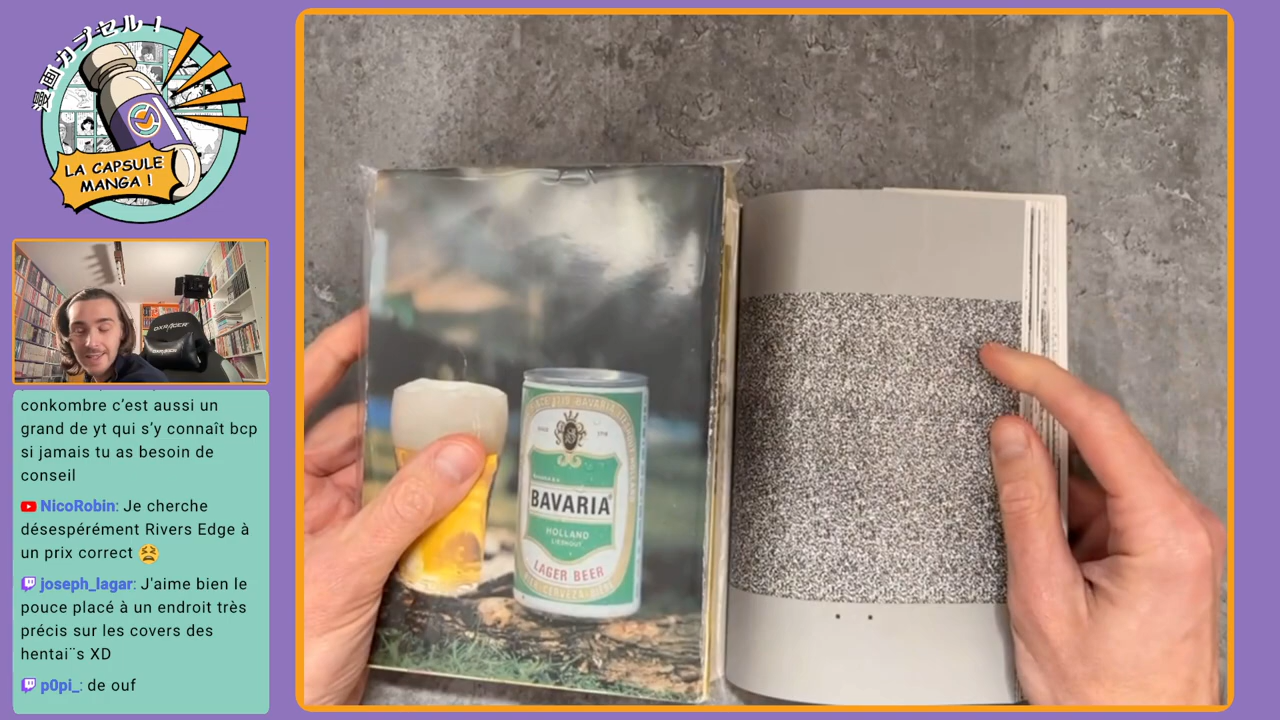 漫画カプセル!
LA CAPSULE
MANGA !
DXRACER
conkombre c'est aussi un
grand de yt qui s'y connaît bcp
si jamais tu as besoin de
conseil
NicoRobin: Je cherche
désespérément Rivers Edge à
un prix correct 😫
joseph_lagar: J'aime bien le
pouce placé à un endroit très
précis sur les covers des
hentai¨s XD
p0pi_: de ouf
BAVARIA
HOLLAND
LIESHOUT
LAGER BEER